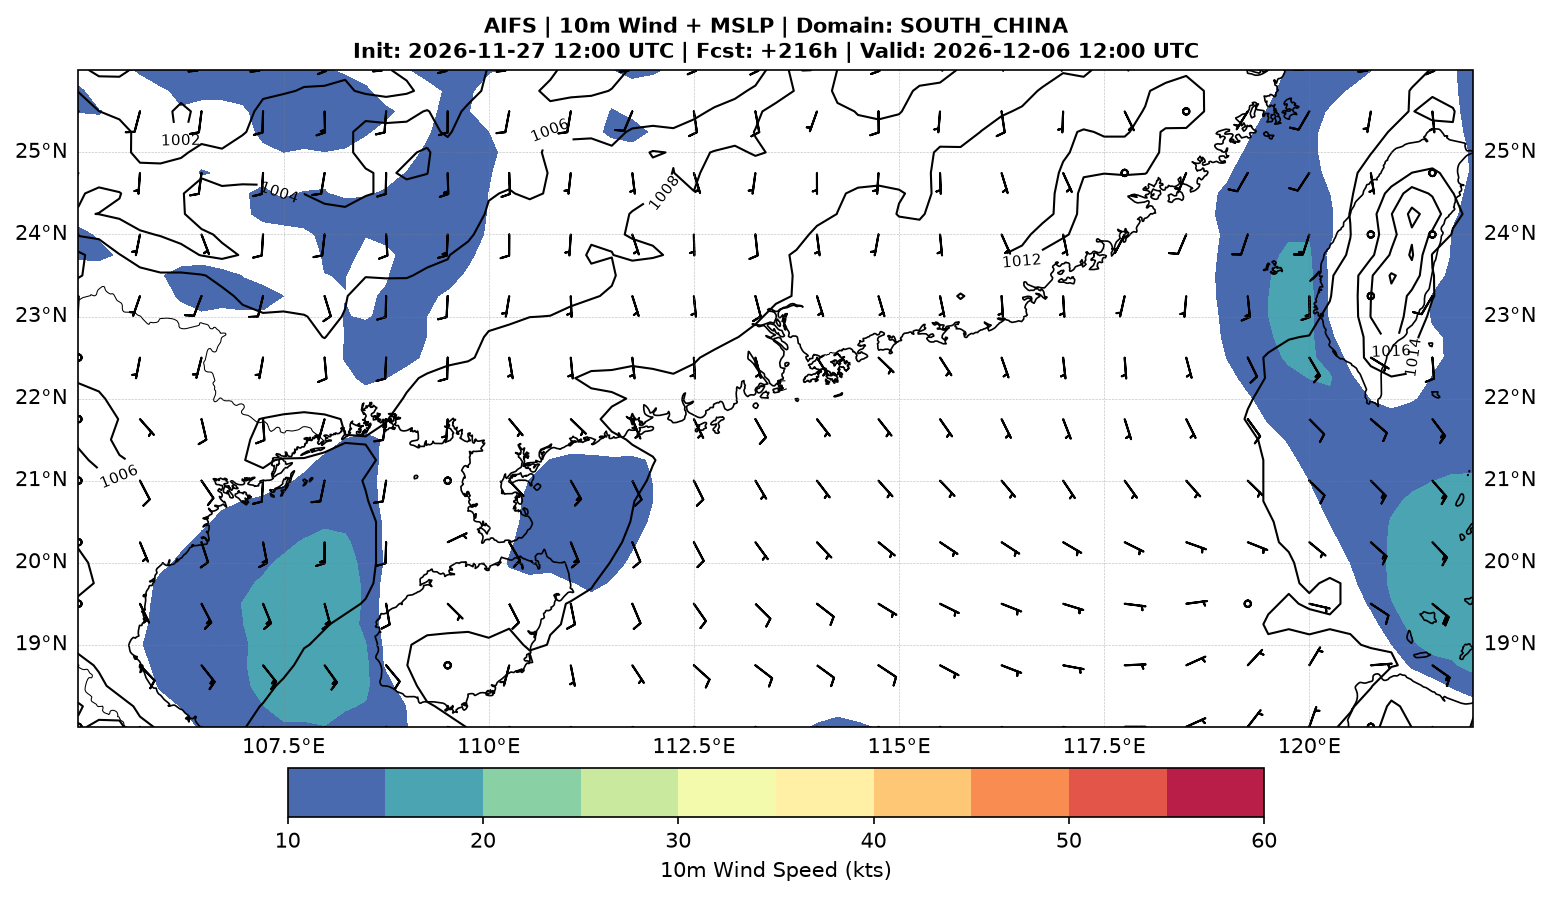 AIFS | 10m Wind + MSLP | Domain: SOUTH_CHINA
Init: 2026-11-27 12:00 UTC | Fcst: +216h | Valid: 2026-12-06 12:00 UTC
1002
1006
1004
1008
1012
1016
1014
1006
25°N
24°N
23°N
22°N
21°N
20°N
19°N
25°N
24°N
23°N
22°N
21°N
20°N
19°N
107.5°E 110°E 112.5°E 115°E 117.5°E 120°E
10 20 30 40 50 60
10m Wind Speed (kts)